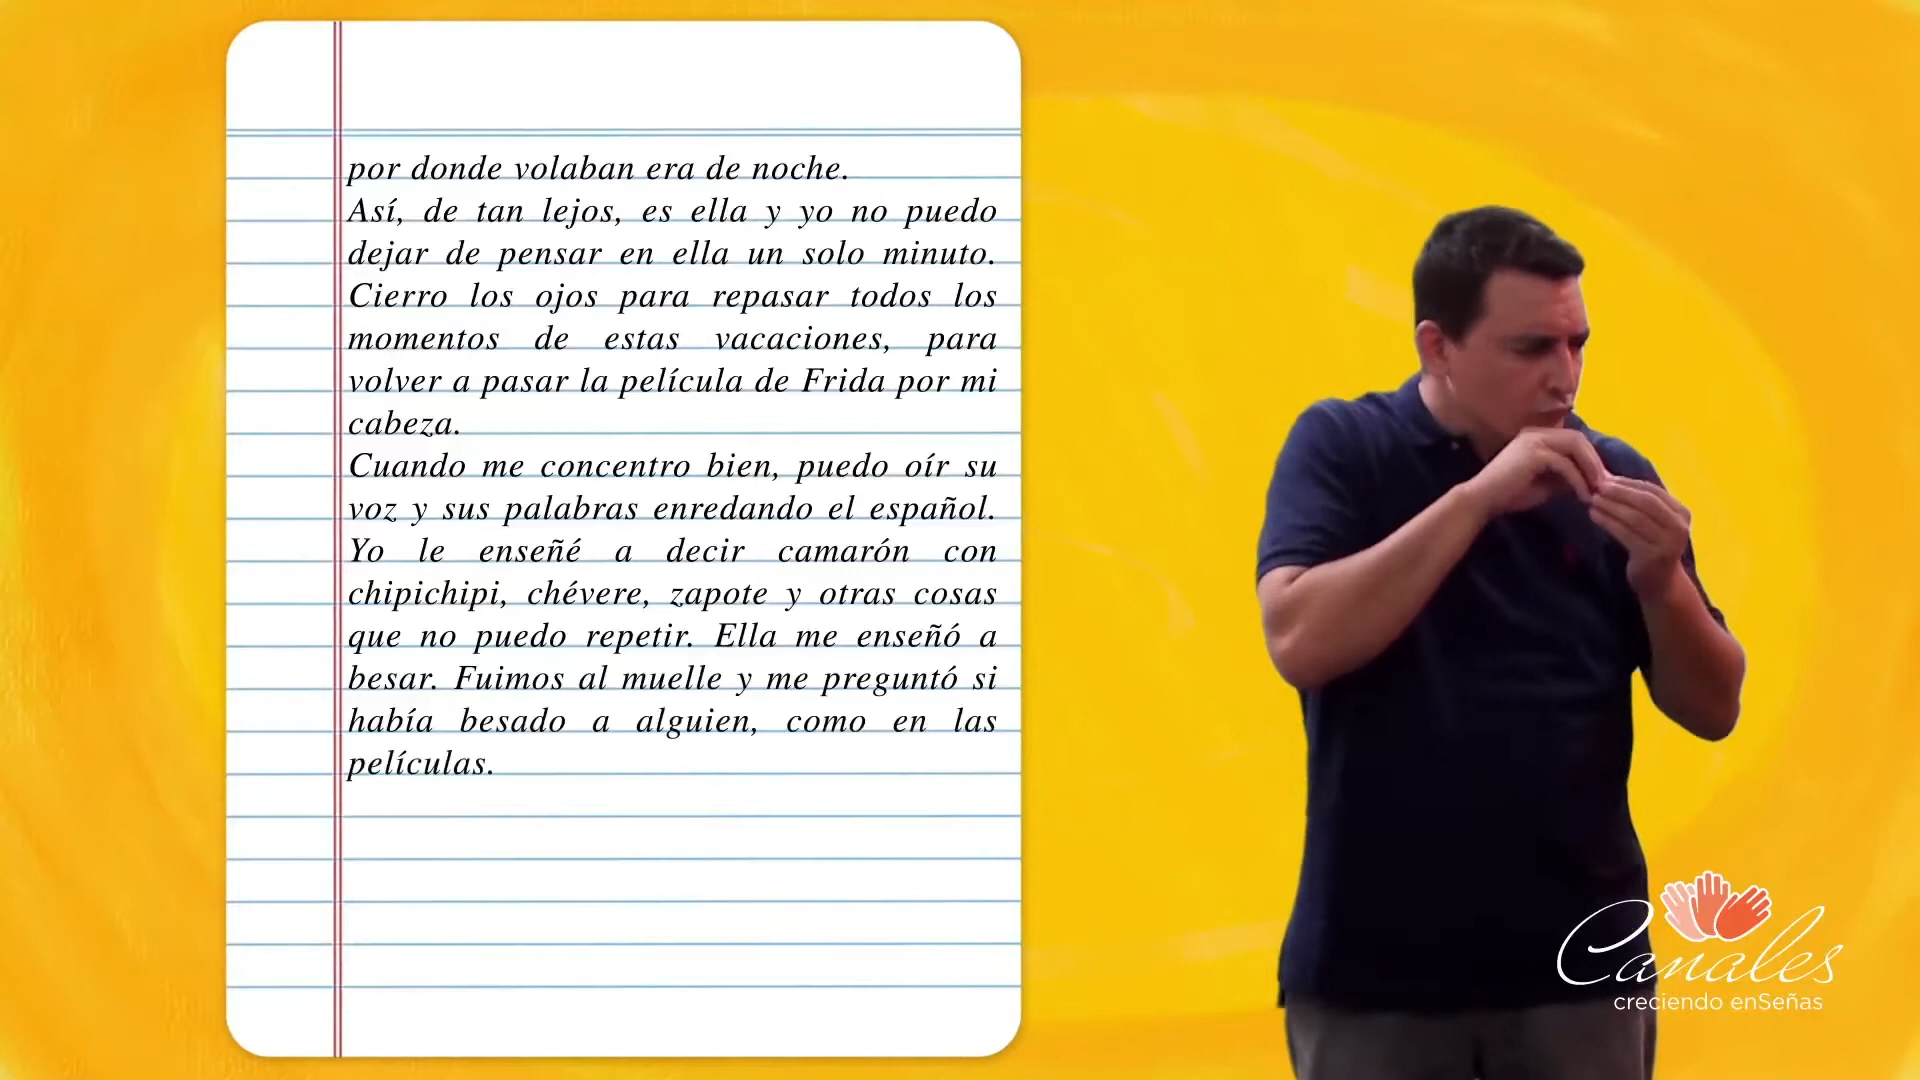 por donde volaban era de noche.
Así, de tan lejos, es ella y yo no puedo
dejar de pensar en ella un solo minuto.
Cierro los ojos para repasar todos los
momentos de estas vacaciones, para
volver a pasar la película de Frida por mi
cabeza.
Cuando me concentro bien, puedo oír su
voz y sus palabras enredando el español.
Yo le enseñé a decir camarón con
chipichipi, chévere, zapote y otras cosas
que no puedo repetir. Ella me enseñó a
besar. Fuimos al muelle y me preguntó si
había besado a alguien, como en las
películas.
Canales
creciendo enSeñas